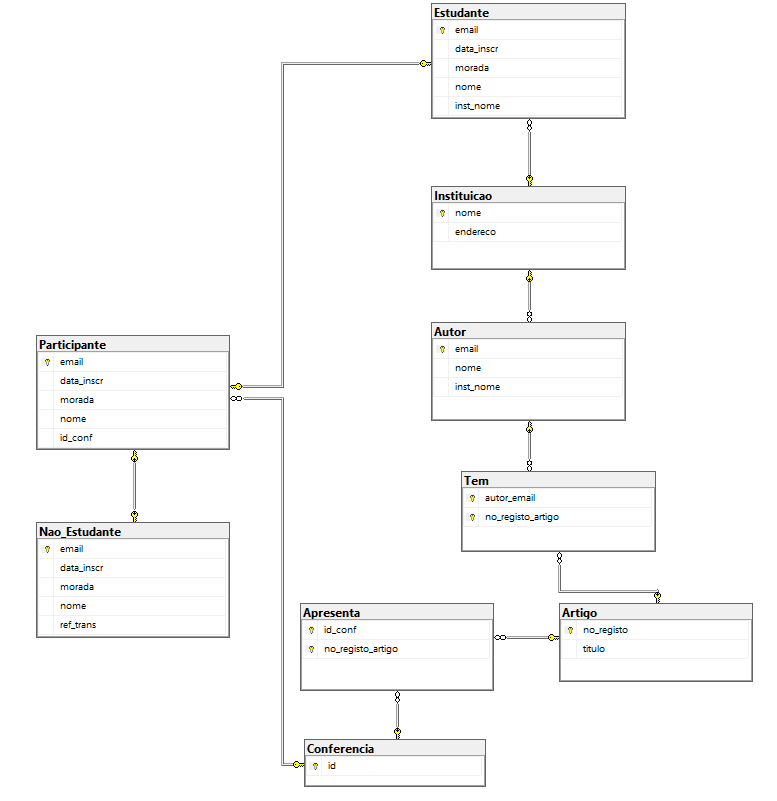 Estudante
email
data_inscr
morada
nome
inst_nome
Instituicao
nome
endereco
Autor
email
nome
inst_nome
Participante
email
data_inscr
morada
nome
id_conf
Tem
autor_email
no_registo_artigo
Nao_Estudante
email
data_inscr
morada
nome
ref_trans
Apresenta
id_conf
no_registo_artigo
Artigo
no_registo
titulo
Conferencia
id